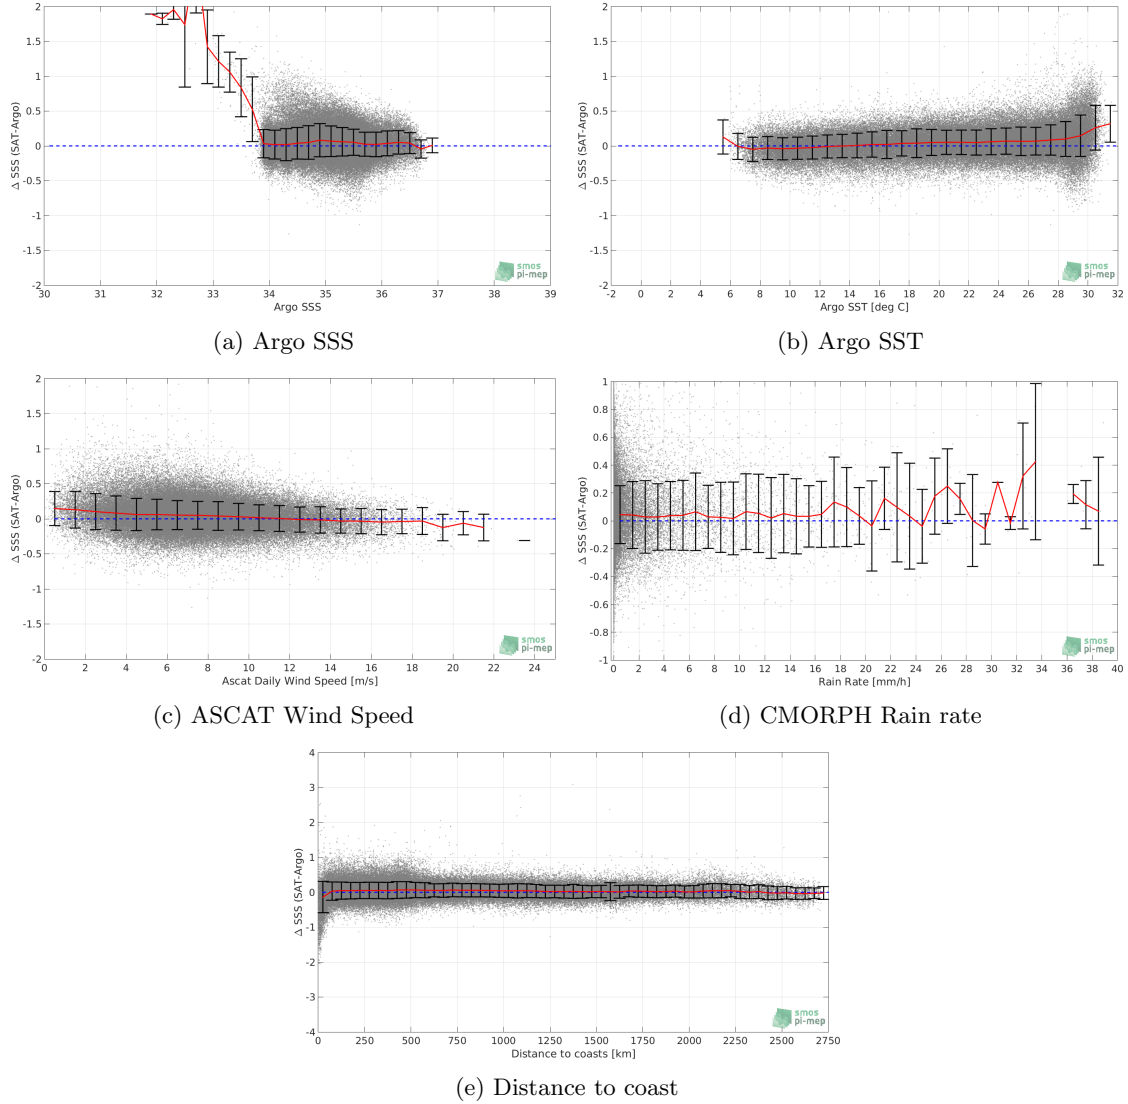 2
1.5
1
0.5
0
-0.5
-1
-1.5
-2
Δ SSS (SAT-Argo)
30 31 32 33 34 35 36 37 38 39
Argo SSS
smos
pi-mep
(a) Argo SSS
2
1.5
1
0.5
0
-0.5
-1
-1.5
-2
Δ SSS (SAT-Argo)
-2 0 2 4 6 8 10 12 14 16 18 20 22 24 26 28 30 32
Argo SST [deg C]
smos
pi-mep
(b) Argo SST
2
1.5
1
0.5
0
-0.5
-1
-1.5
-2
Δ SSS (SAT-Argo)
0 2 4 6 8 10 12 14 16 18 20 22 24
Ascat Daily Wind Speed [m/s]
smos
pi-mep
(c) ASCAT Wind Speed
1
0.8
0.6
0.4
0.2
0
-0.2
-0.4
-0.6
-0.8
-1
Δ SSS (SAT-Argo)
0 2 4 6 8 10 12 14 16 18 20 22 24 26 28 30 32 34 36 38 40
Rain Rate [mm/h]
smos
pi-mep
(d) CMORPH Rain rate
4
3
2
1
0
-1
-2
-3
-4
Δ SSS (SAT-Argo)
0 250 500 750 1000 1250 1500 1750 2000 2250 2500 2750
Distance to coasts [km]
smos
pi-mep
(e) Distance to coast